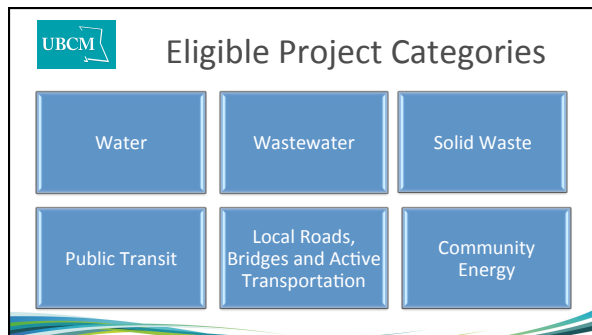 UBCM
Eligible Project Categories
Water
Wastewater
Solid Waste
Public Transit
Local Roads,
Bridges and Active
Transportation
Community
Energy